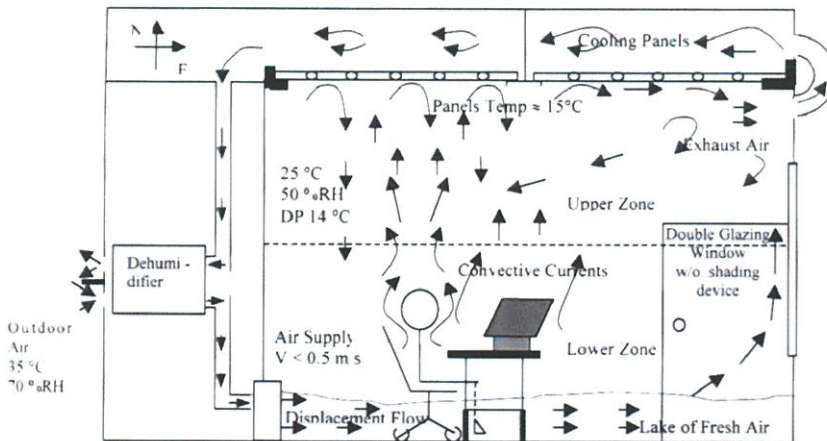 N
E
Cooling Panels
Panels Temp ≈ 15°C
Exhaust Air
25 °C
50 %RH
DP 14 °C
Upper Zone
Double Glazing
Window
w/o shading
device
Dehumi -
difier
Convective Currents
Outdoor
Air
35 °C
70 %RH
Air Supply
V < 0.5 m s
Lower Zone
Displacement Flow
Lake of Fresh Air